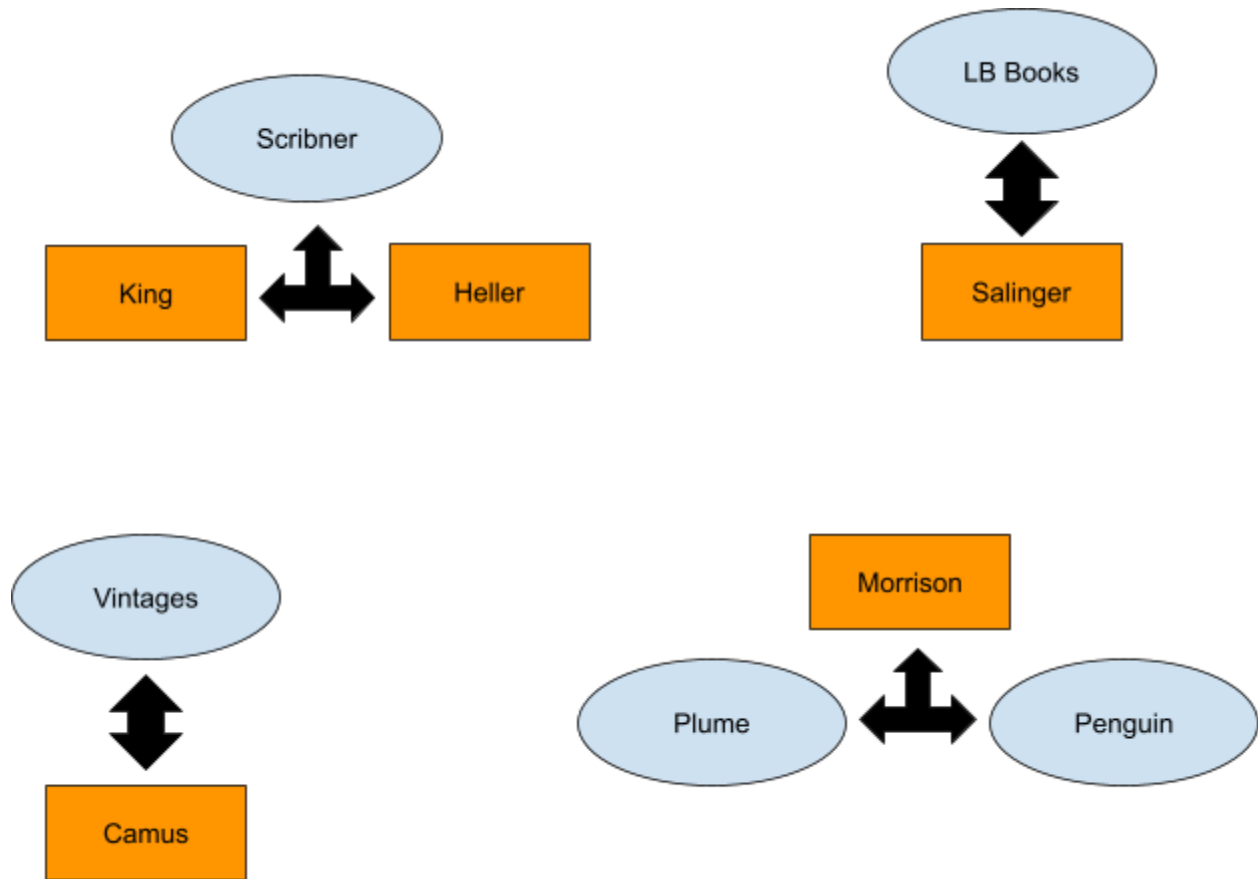 LB Books
Scribner
King
Heller
Salinger
Vintages
Camus
Morrison
Plume
Penguin